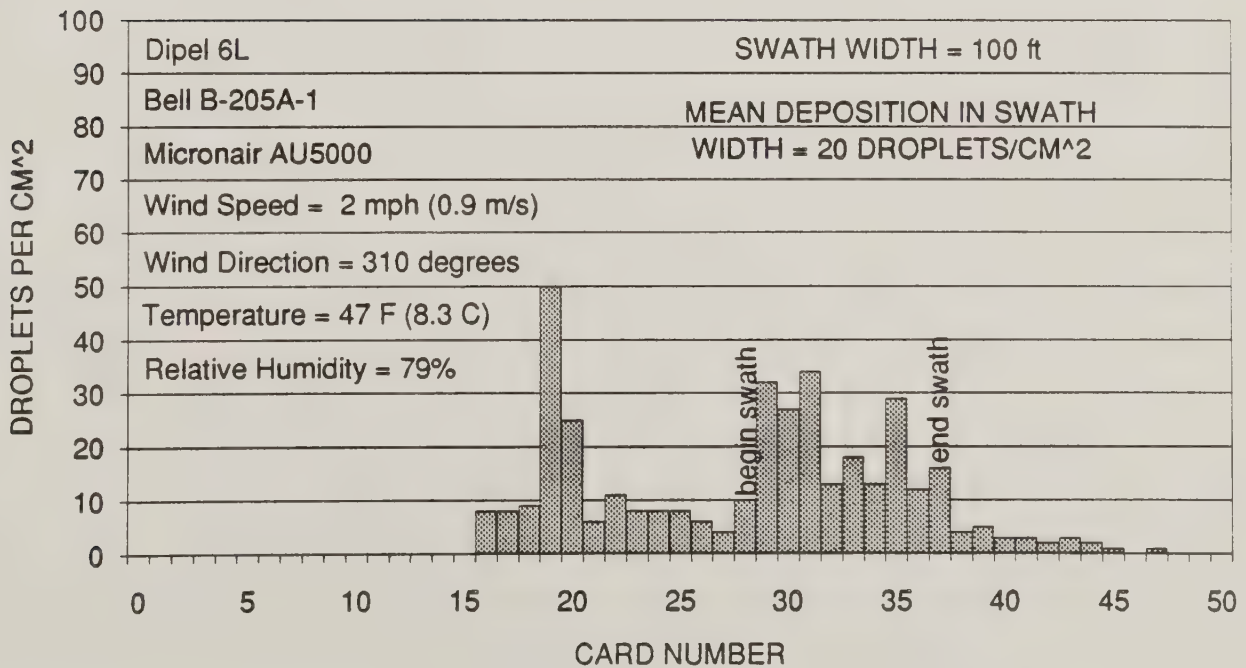 100
90
80
70
60
50
40
30
20
10
0
DROPLETS PER CM^2
Dipel 6L
Bell B-205A-1
Micronair AU5000
Wind Speed = 2 mph (0.9 m/s)
Wind Direction = 310 degrees
Temperature = 47 F (8.3 C)
Relative Humidity = 79%
SWATH WIDTH = 100 ft
MEAN DEPOSITION IN SWATH
WIDTH = 20 DROPLETS/CM^2
begin swath
end swath
0 5 10 15 20 25 30 35 40 45 50
CARD NUMBER